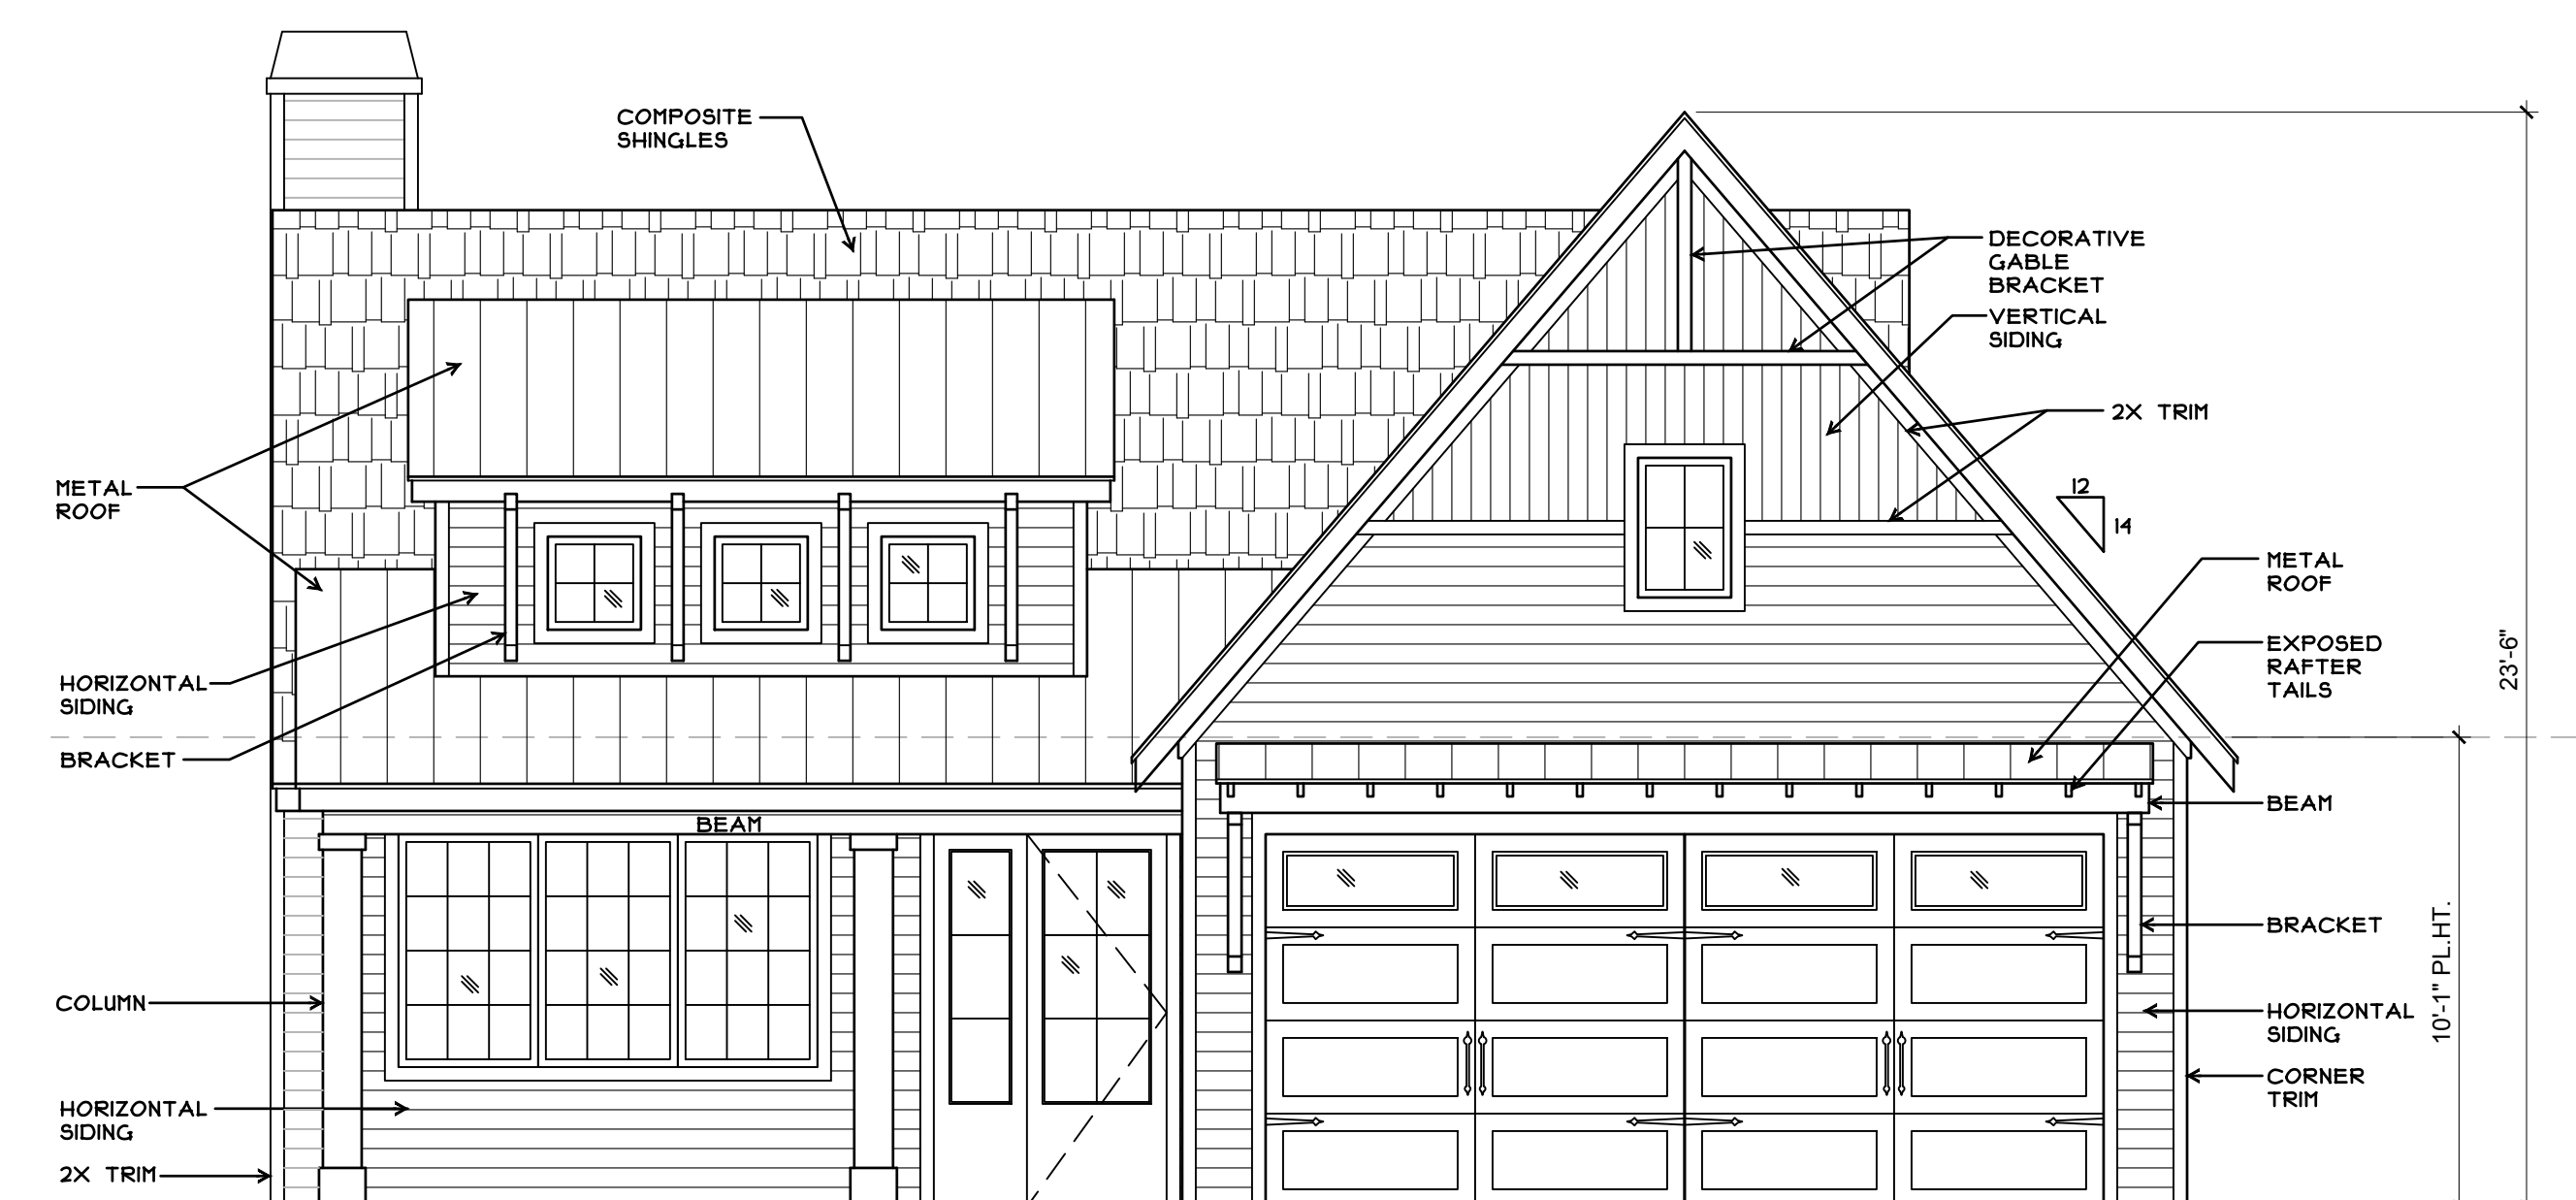 COMPOSITE
SHINGLES
DECORATIVE
GABLE
BRACKET
VERTICAL
SIDING
2X TRIM
12
14
METAL
ROOF
METAL
ROOF
EXPOSED
RAFTER
TAILS
23'-6"
HORIZONTAL
SIDING
BRACKET
BEAM
BEAM
BRACKET
10'-1" PL.HT.
COLUMN
HORIZONTAL
SIDING
CORNER
TRIM
HORIZONTAL
SIDING
2X TRIM